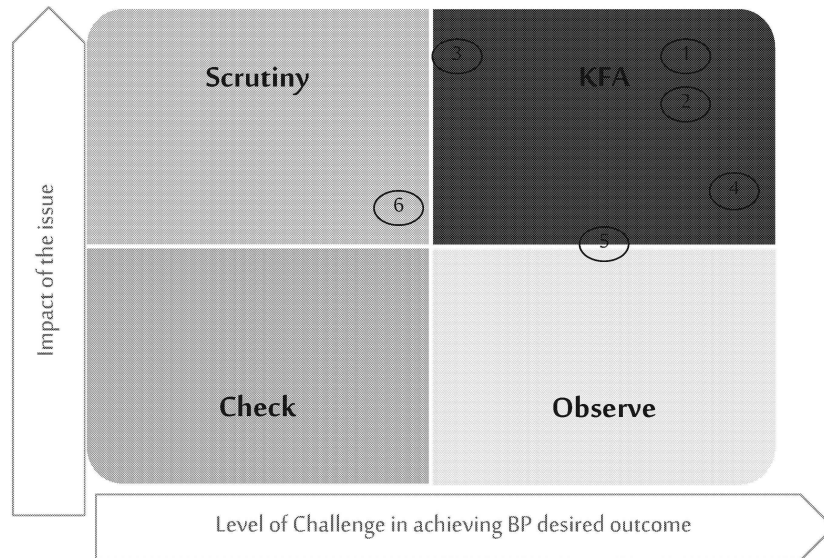 Scrutiny
3
KFA
1
2
4
6
5
Impact of the issue
Check
Observe
Level of Challenge in achieving BP desired outcome